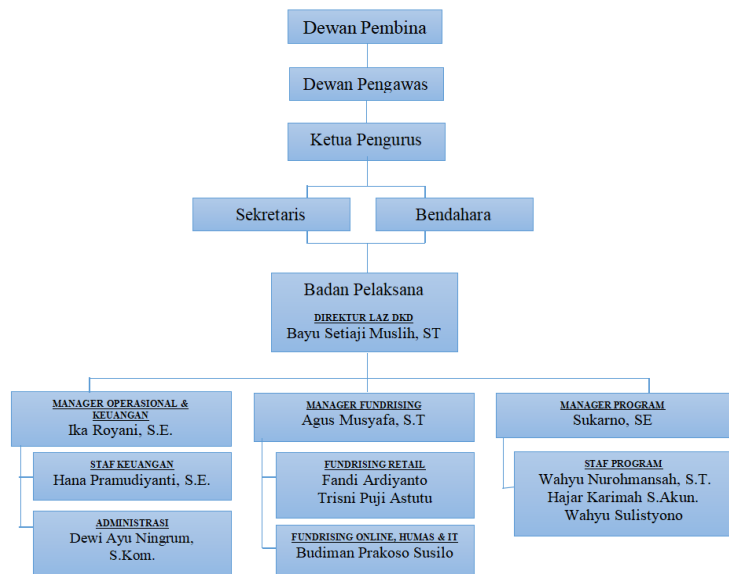 Dewan Pembina
Dewan Pengawas
Ketua Pengurus
Sekretaris
Bendahara
Badan Pelaksana
DIREKTUR LAZ DKD
Bayu Setiaji Muslih, ST
MANAGER OPERASIONAL &
KEUANGAN
Ika Royani, S.E.
STAF KEUANGAN
Hana Pramudiyanti, S.E.
ADMINISTRASI
Dewi Ayu Ningrum,
S.Kom.
MANAGER FUNDRISING
Agus Musyafa, S.T
FUNDRISING RETAIL
Fandi Ardiyanto
Trisni Puji Astutu
FUNDRISING ONLINE, HUMAS & IT
Budiman Prakoso Susilo
MANAGER PROGRAM
Sukarno, SE
STAF PROGRAM
Wahyu Nurohmansah, S.T.
Hajar Karimah S.Akun.
Wahyu Sulistyono